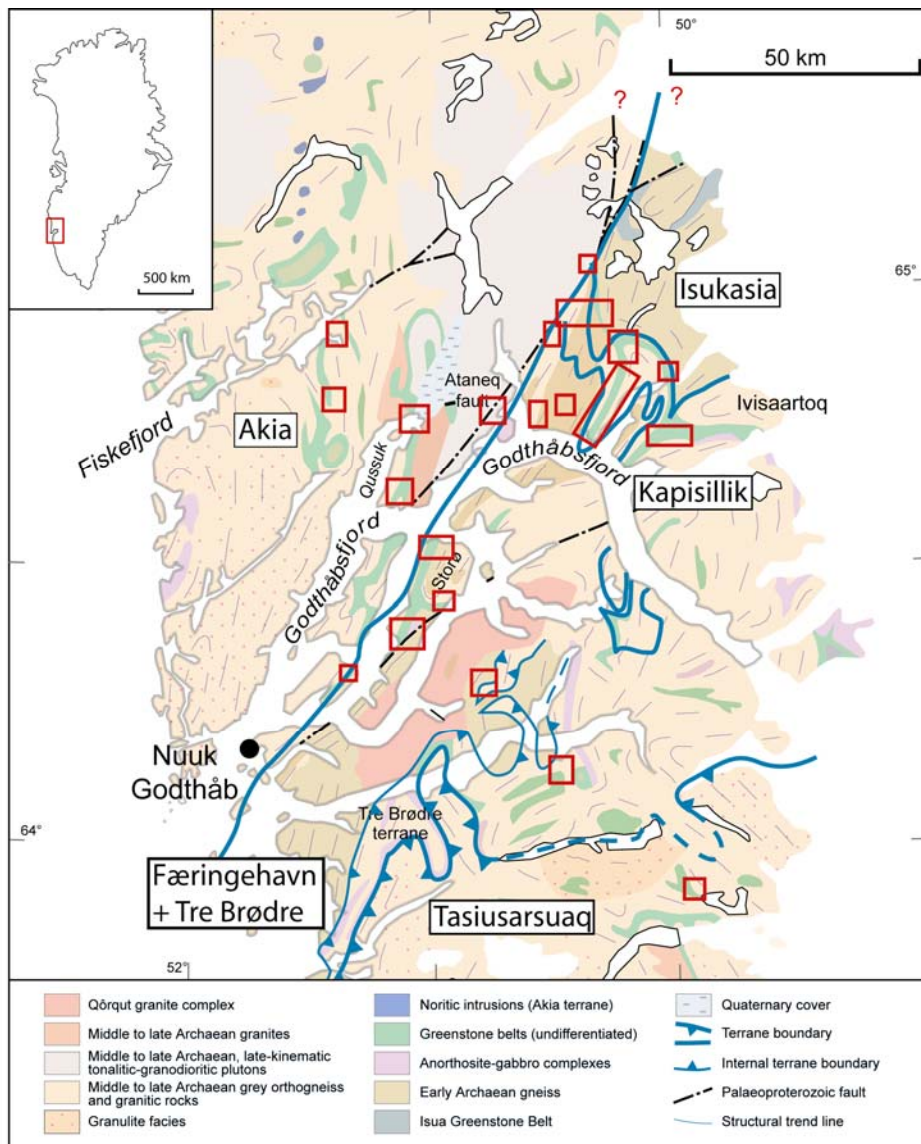 50°
50 km
?
?
500 km
65°
Isukasia
Ataneq
fault
Ivisaartoq
Fiskefjord
Akia
Qussuk
Godthåbsfjord
Kapisillik
Godthåbsfjord
Storø
Nuuk
Godthåb
Tre Brødre
terrane
64°
Færingehavn
+ Tre Brødre
Tasiusarsuaq
52°
Qôrqut granite complex
Middle to late Archaean granites
Middle to late Archaean, late-kinematic
tonalitic-granodioritic plutons
Middle to late Archaean grey orthogneiss
and granitic rocks
Granulite facies
Noritic intrusions (Akia terrane)
Greenstone belts (undifferentiated)
Anorthosite-gabbro complexes
Early Archaean gneiss
Isua Greenstone Belt
Quaternary cover
Terrane boundary
Internal terrane boundary
Palaeoproterozoic fault
Structural trend line